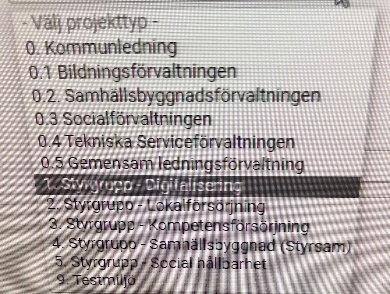 - Välj projekttyp -
0. Kommunledning
0.1 Bildningsförvaltningen
0.2. Samhällsbyggnadsförvaltningen
0.3 Socialförvaltningen
0.4 Tekniska Serviceförvaltningen
0.5 Gemensam ledningsförvaltning
1. Styrgrupp - Digitalisering
2. Styrgrupp - Lokalförsörjning
3. Styrgrupp - Kompetensförsörjning
4. Styrgrupp - Samhällsbyggnad (Styrsam)
5. Styrgrupp - Social hållbarhet
9. Testmiljö